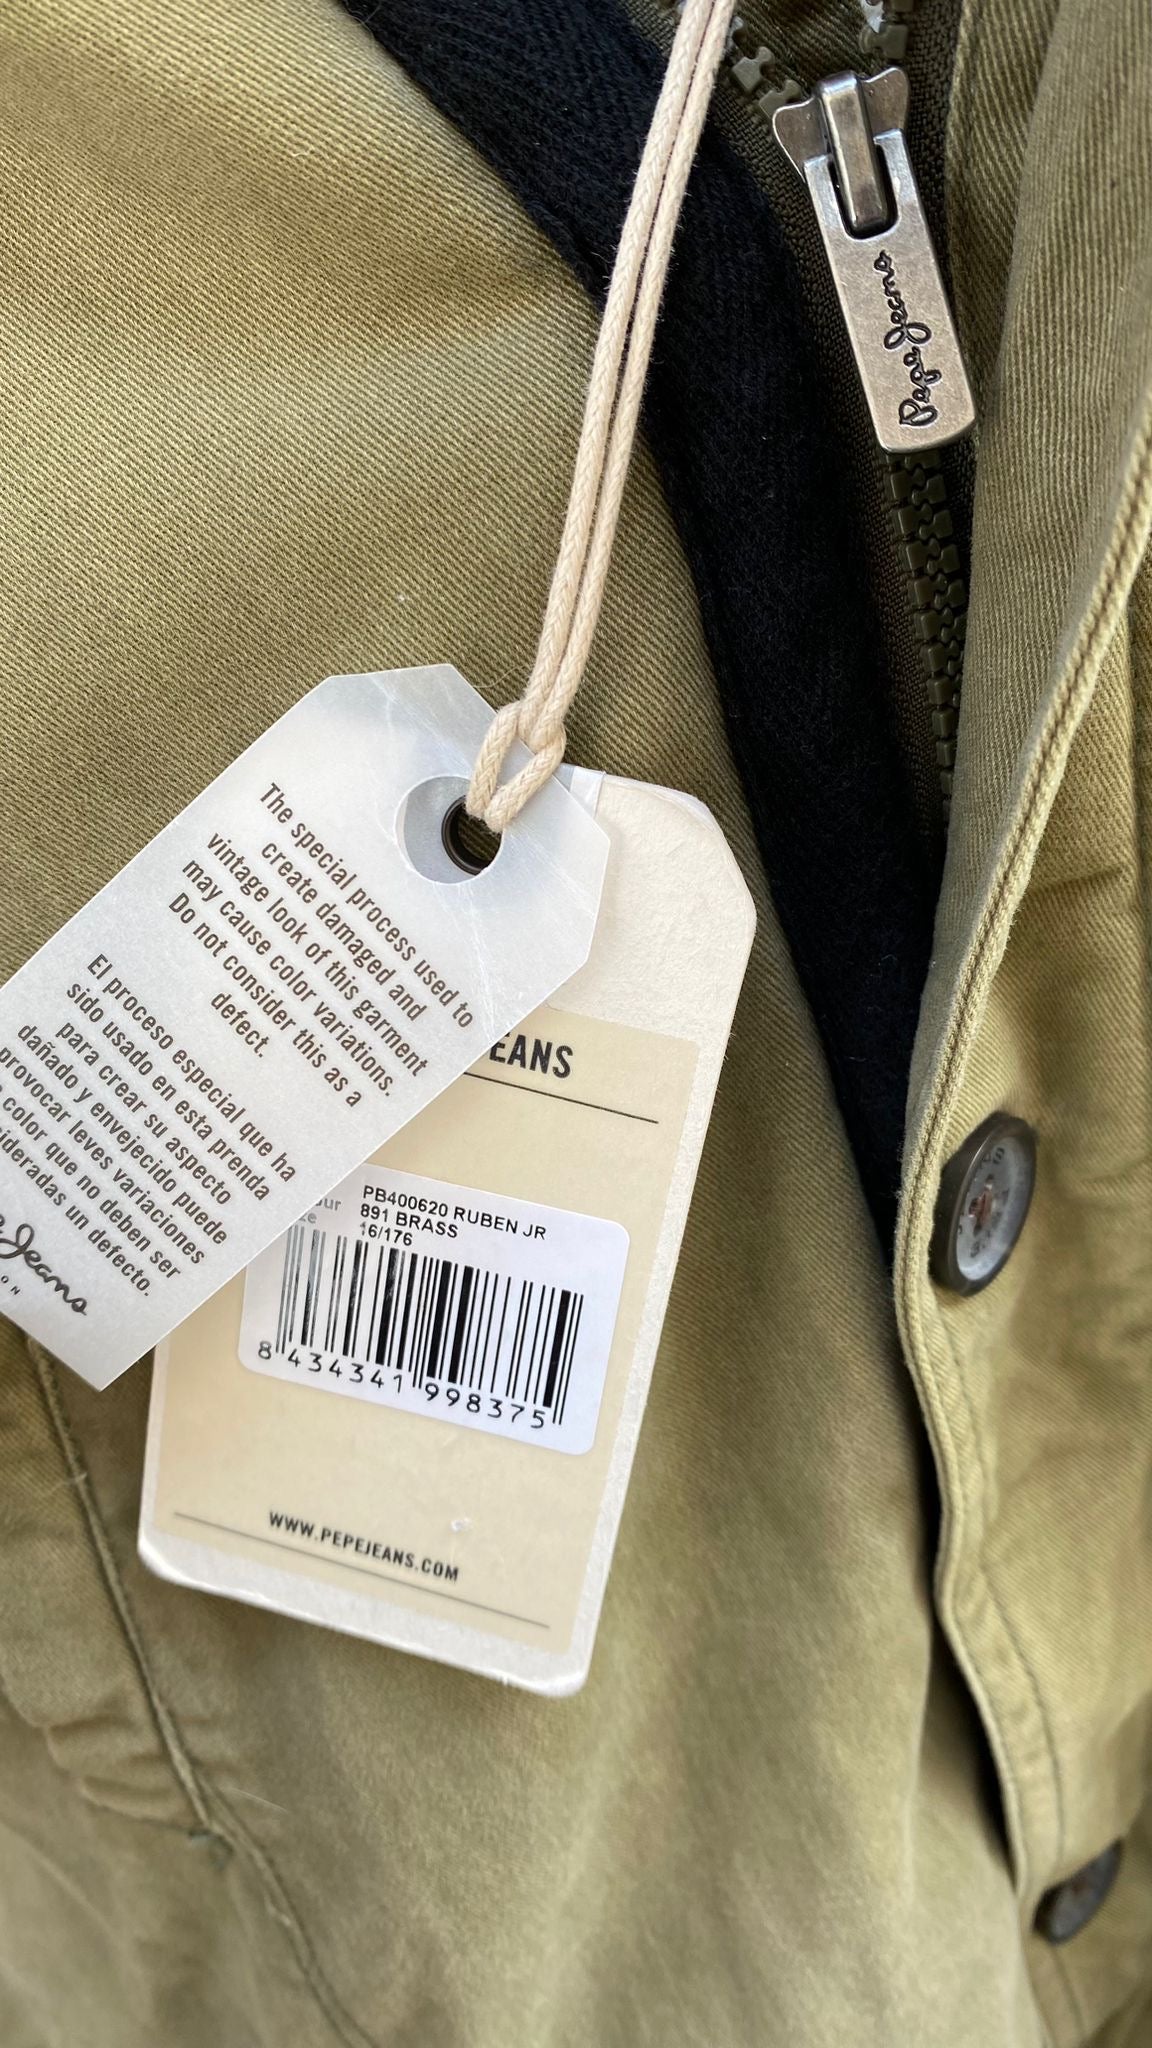 Pepe Jeans
The special process used to
create damaged and
vintage look of this garment
may cause color variations.
Do not consider this as a
defect.
El proceso especial que ha
sido usado en esta prenda
para crear su aspecto
dañado y envejecido puede
provocar leves variaciones
color que no deben ser
un defecto.
Jeans
EANS
PB400620 RUBEN JR
891 BRASS
16/176
8 434341 998375
WWW.PEPEJEANS.COM